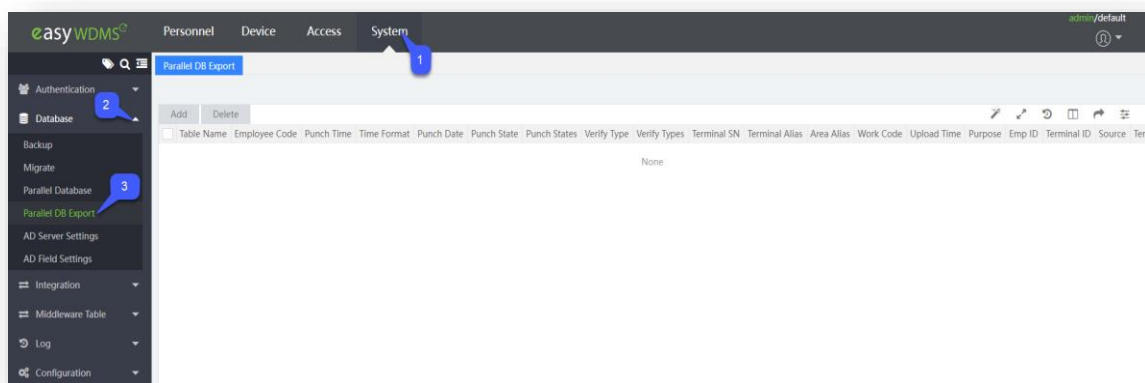 admin/default
easy WDMS
Personnel Device Access System
1
Parallel DB Export
Authentication
2
Database
Add Delete
Table Name Employee Code Punch Time Time Format Punch Date Punch State Punch States Verify Type Verify Types Terminal SN Terminal Alias Area Alias Work Code Upload Time Purpose Emp ID Terminal ID Source Ter
None
Backup
Migrate
Parallel Database
3
Parallel DB Export
AD Server Settings
AD Field Settings
Integration
Middleware Table
Log
Configuration